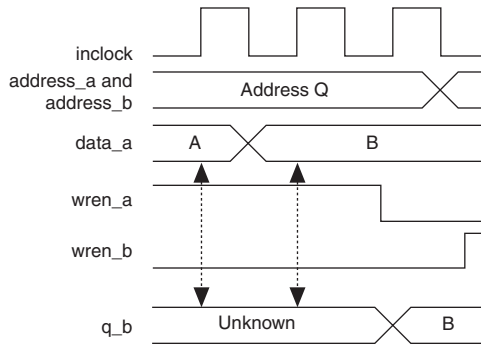 inclock
address_a and
address_b
Address Q
data_a
A
B
wren_a
wren_b
q_b
Unknown
B